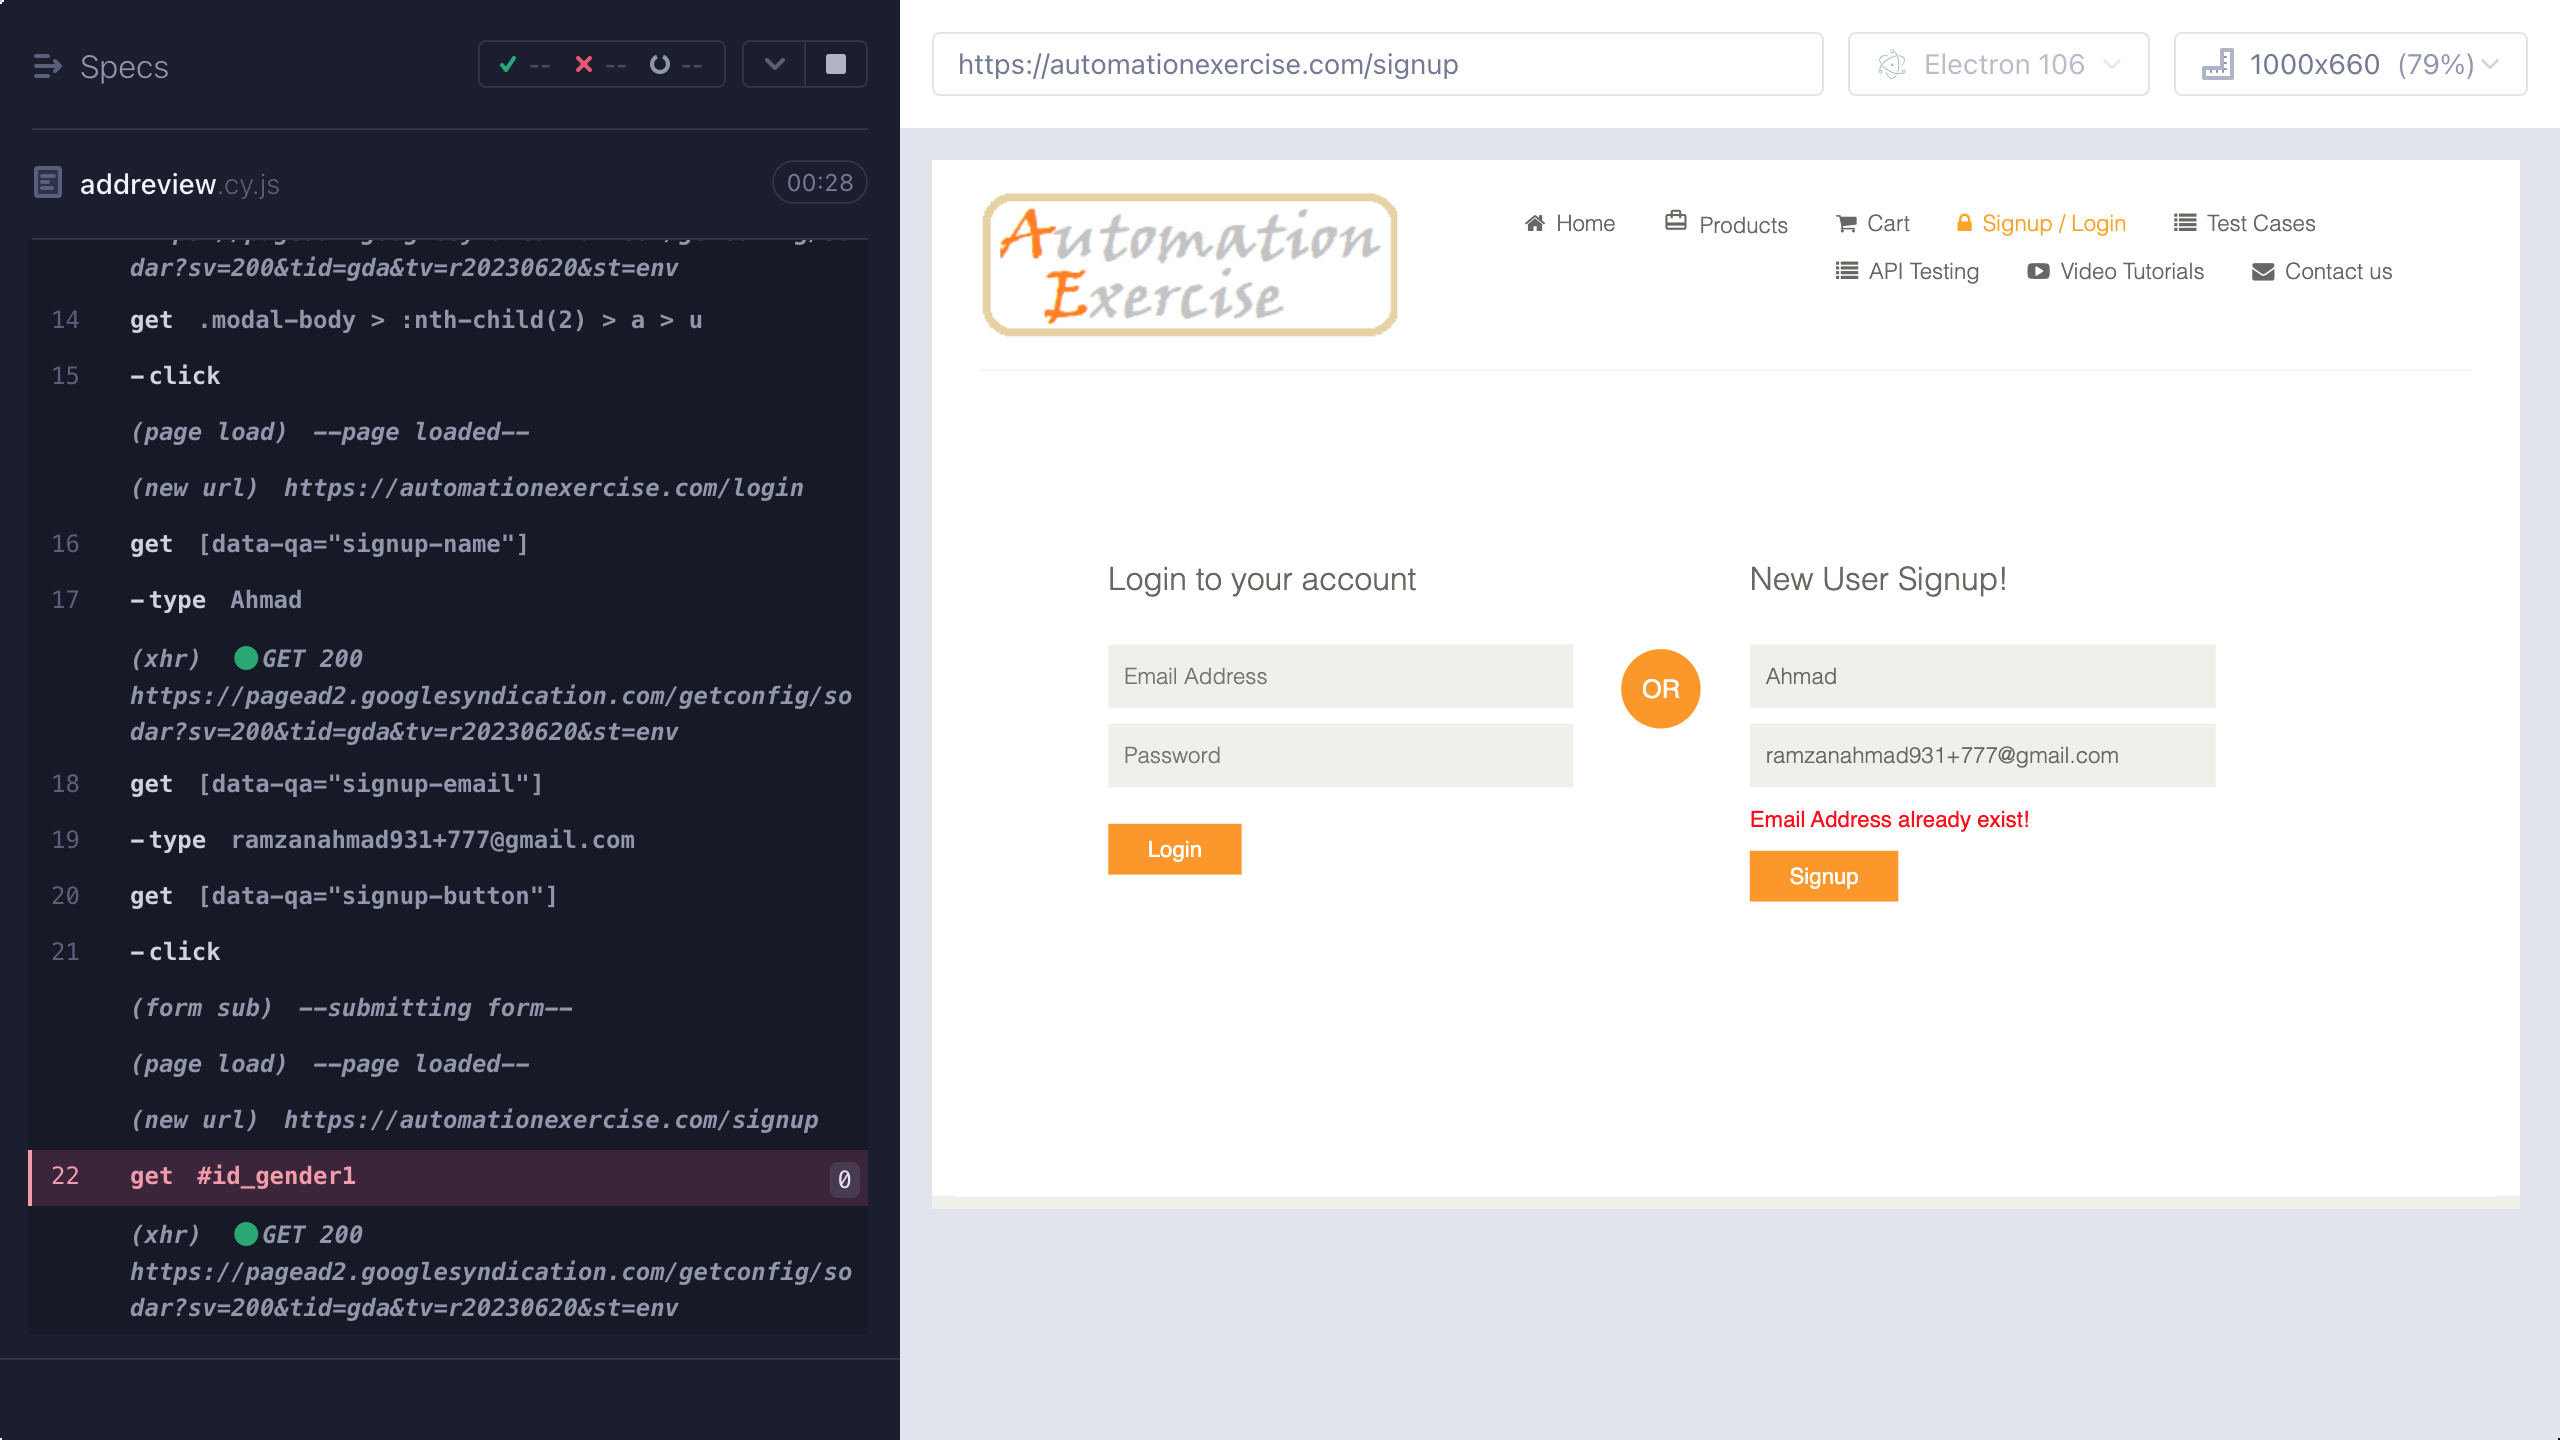 Specs
-- -- --
addreview.cy.js
00:28
dar?sv=200&tid=gda&tv=r20230620&st=env
14 get .modal-body > :nth-child(2) > a > u
15 -click
(page load) --page loaded--
(new url) https://automationexercise.com/login
16 get [data-qa="signup-name"]
17 -type Ahmad
(xhr) GET 200
https://pagead2.googlesyndication.com/getconfig/so
dar?sv=200&tid=gda&tv=r20230620&st=env
18 get [data-qa="signup-email"]
19 -type ramzanahmad931+777@gmail.com
20 get [data-qa="signup-button"]
21 -click
(form sub) --submitting form--
(page load) --page loaded--
(new url) https://automationexercise.com/signup
22 get #id_gender1 0
(xhr) GET 200
https://pagead2.googlesyndication.com/getconfig/so
dar?sv=200&tid=gda&tv=r20230620&st=env
https://automationexercise.com/signup
Electron 106
1000x660 (79%)
Automation
Exercise
Home Products Cart Signup / Login Test Cases
API Testing Video Tutorials Contact us
Login to your account
Email Address
Password
Login
OR
New User Signup!
Ahmad
ramzanahmad931+777@gmail.com
Email Address already exist!
Signup